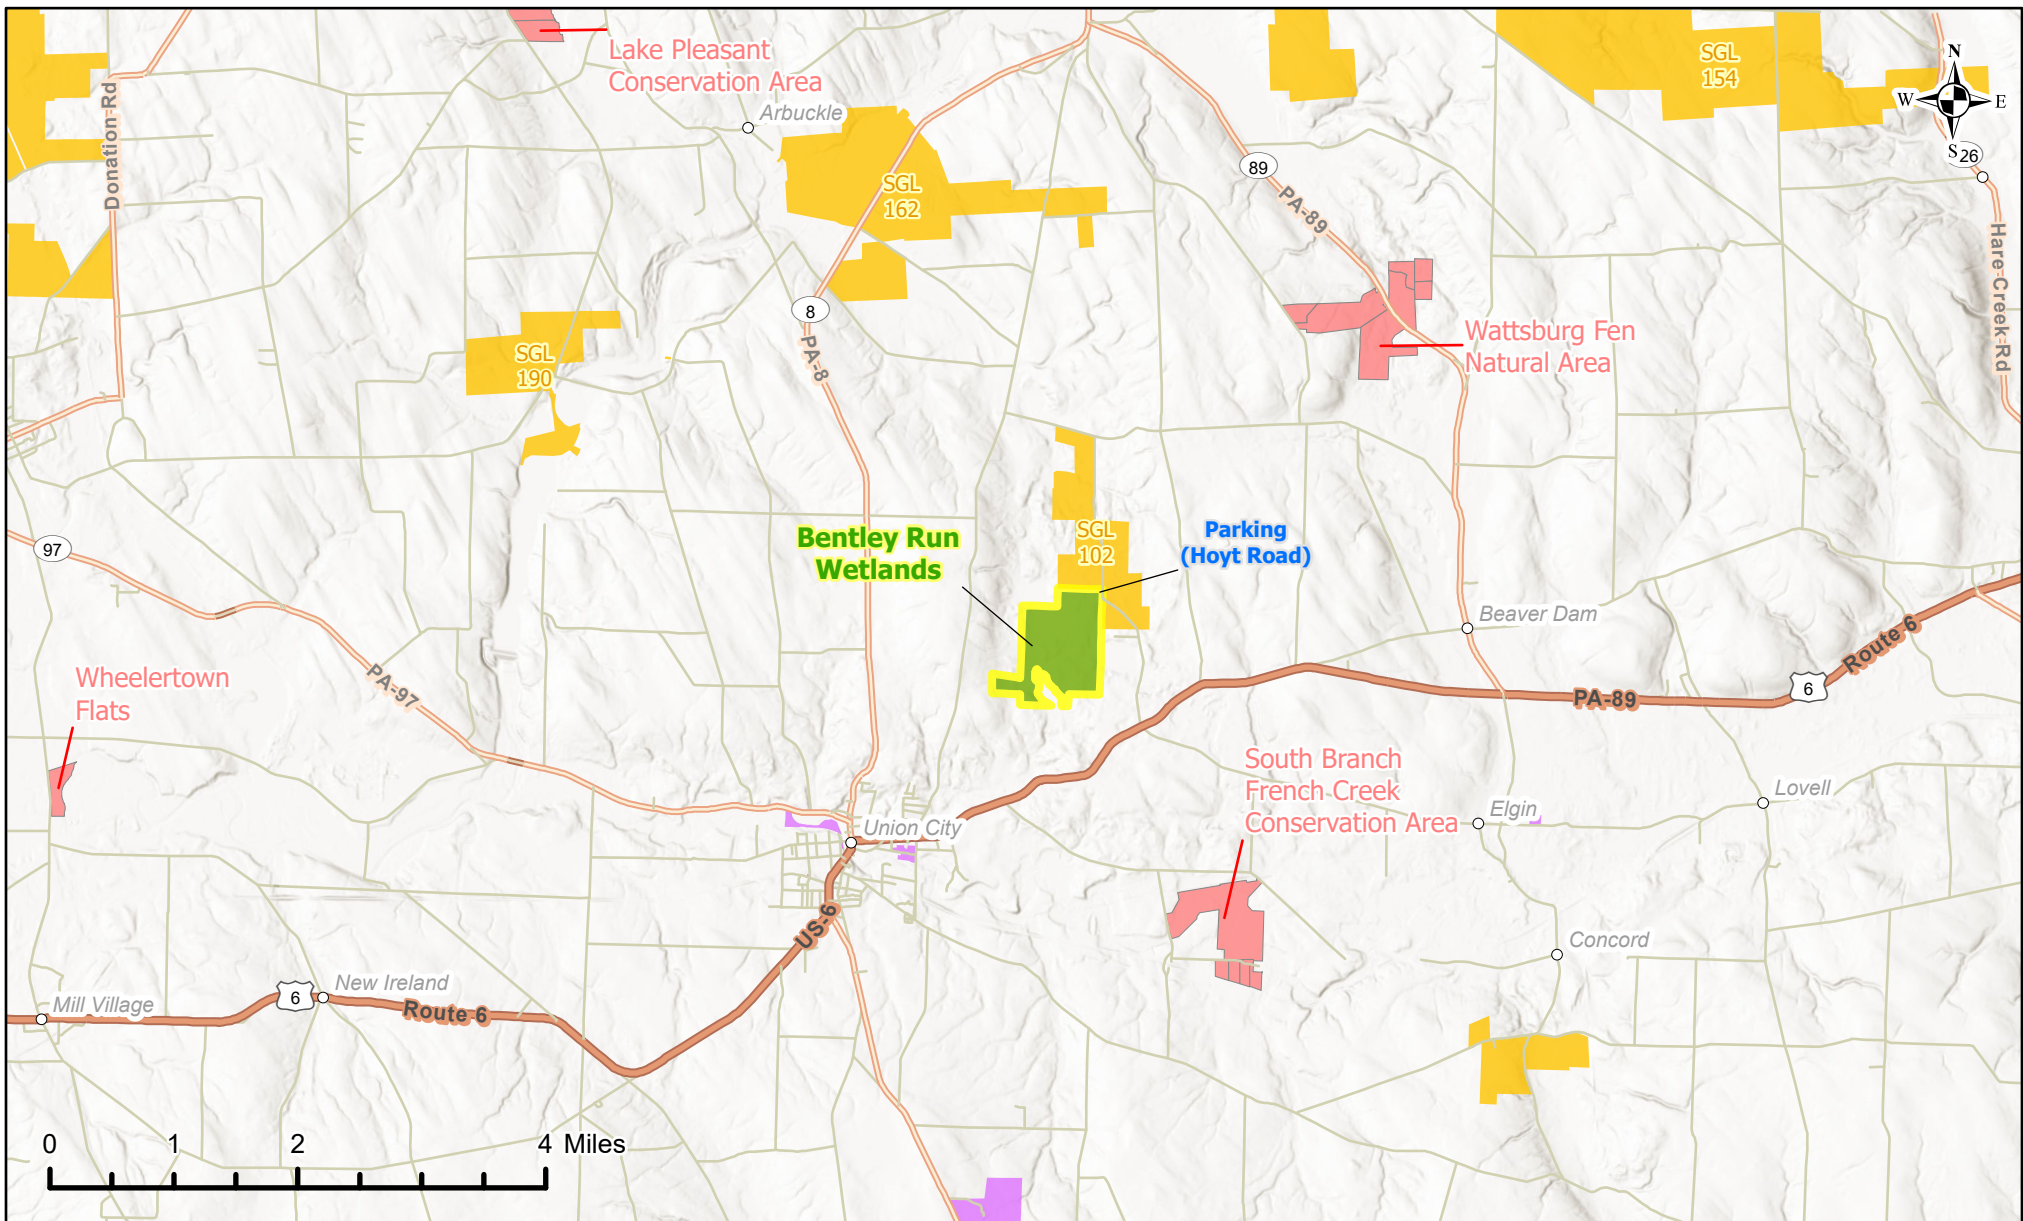 Lake Pleasant
Conservation Area
SGL
154
N
W
E
S
26
Arbuckle
Donation Rd
89
PA-89
SGL
162
Hare Creek Rd
8
PA-8
Wattsburg Fen
Natural Area
SGL
190
97
Bentley Run
Wetlands
SGL
102
Parking
(Hoyt Road)
Beaver Dam
Route 6
6
PA-89
Wheelertown
Flats
PA-97
South Branch
French Creek
Conservation Area
Lovell
Elgin
Union City
US-6
Concord
New Ireland
6
Mill Village
Route 6
0 1 2 4 Miles